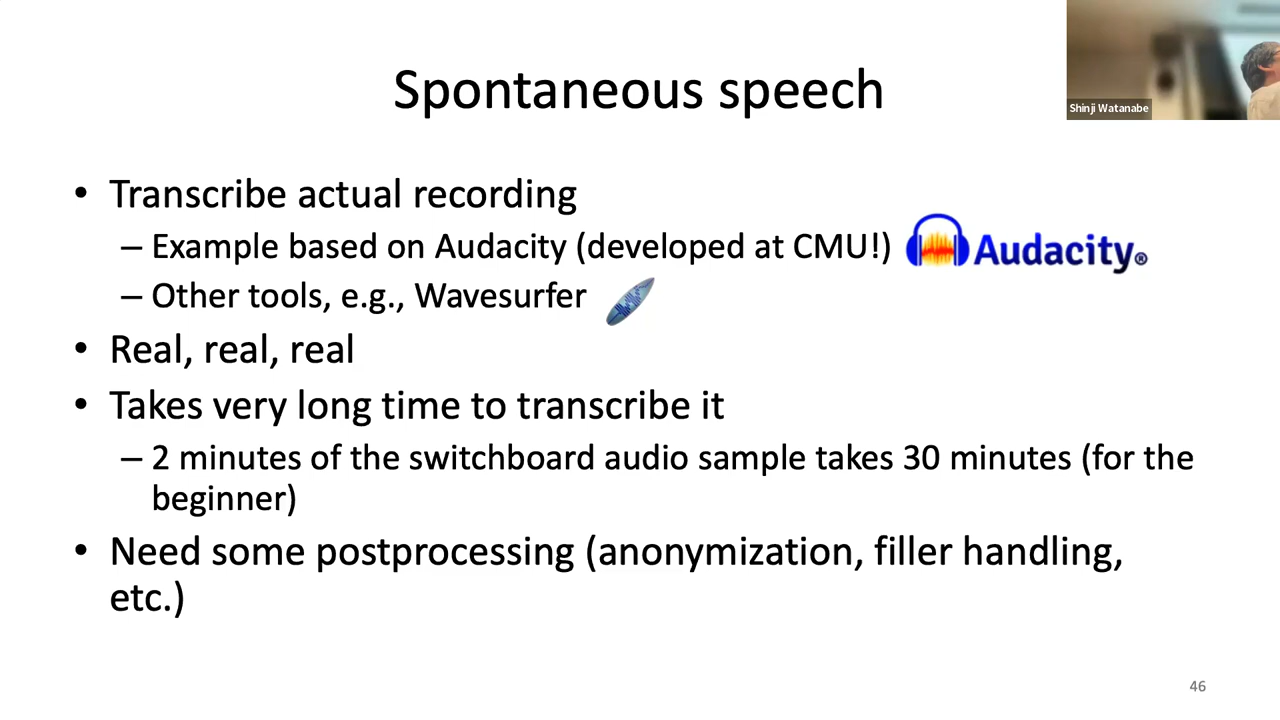 Spontaneous speech
Shinji Watanabe
• Transcribe actual recording
– Example based on Audacity (developed at CMU!)
Audacity®
– Other tools, e.g., Wavesurfer
• Real, real, real
• Takes very long time to transcribe it
– 2 minutes of the switchboard audio sample takes 30 minutes (for the
beginner)
• Need some postprocessing (anonymization, filler handling,
etc.)
46